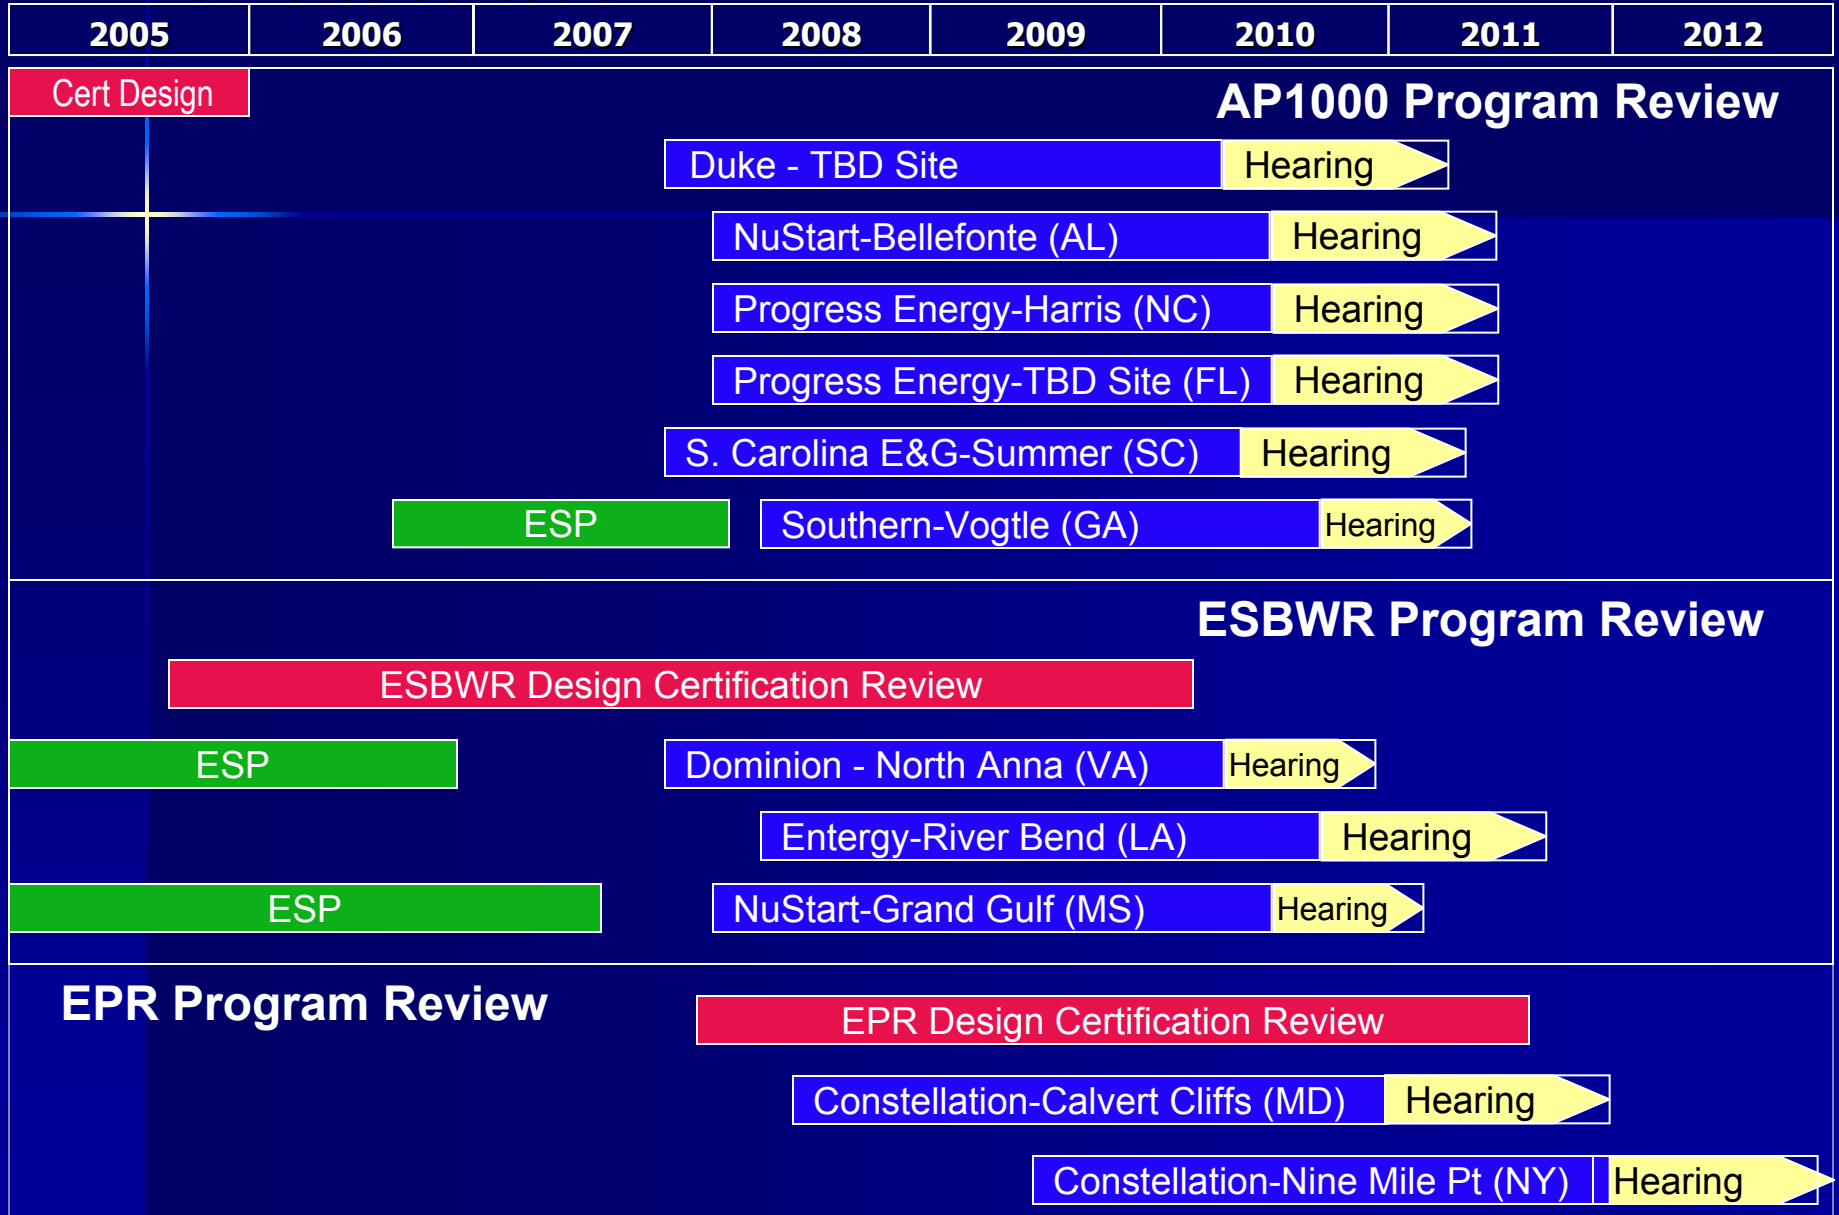 2005 2006 2007 2008 2009 2010 2011 2012
Cert Design
AP1000 Program Review
Duke - TBD Site Hearing
NuStart-Bellefonte (AL) Hearing
Progress Energy-Harris (NC) Hearing
Progress Energy-TBD Site (FL) Hearing
S. Carolina E&G-Summer (SC) Hearing
ESP Southern-Vogtle (GA) Hearing
ESBWR Program Review
ESBWR Design Certification Review
ESP Dominion - North Anna (VA) Hearing
Entergy-River Bend (LA) Hearing
ESP NuStart-Grand Gulf (MS) Hearing
EPR Program Review
EPR Design Certification Review
Constellation-Calvert Cliffs (MD) Hearing
Constellation-Nine Mile Pt (NY) Hearing